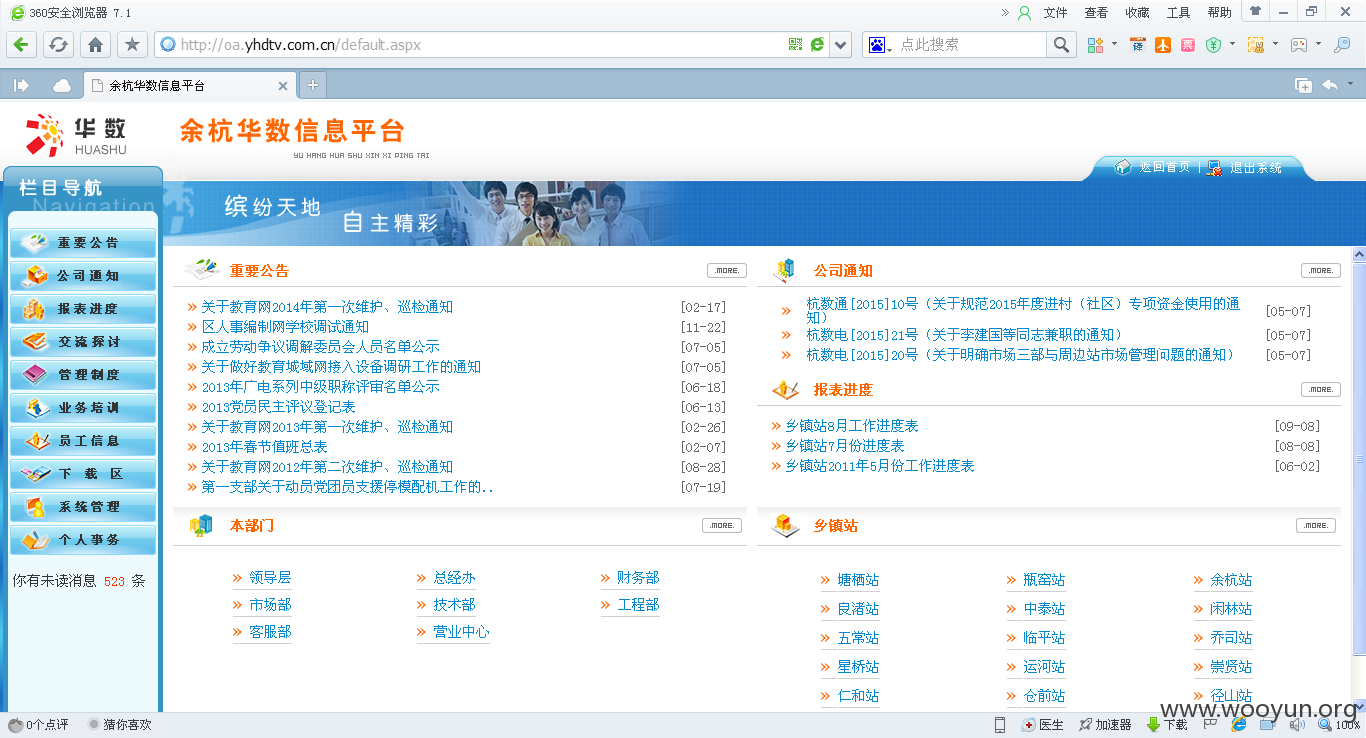 360安全浏览器 7.1
文件 查看 收藏 工具 帮助
http://oa.yhdtv.com.cn/default.aspx
点此搜索
译
票
余杭华数信息平台
华数
HUASHU
余杭华数信息平台
YU HANG HUA SHU XIN XI PING TAI
返回首页 | 退出系统
栏目导航
Navigation
缤纷天地
自主精彩
重要公告
公司通知
报表进度
交流探讨
管理制度
业务培训
员工信息
下 载 区
系统管理
个人事务
你有未读消息 523 条
重要公告 .MORE.
关于教育网2014年第一次维护、巡检通知 [02-17]
区人事编制网学校调试通知 [11-22]
成立劳动争议调解委员会人员名单公示 [07-05]
关于做好教育城域网接入设备调研工作的通知 [07-05]
2013年广电系列中级职称评审名单公示 [06-18]
2013党员民主评议登记表 [06-13]
关于教育网2013年第一次维护、巡检通知 [02-26]
2013年春节值班总表 [02-07]
关于教育网2012年第二次维护、巡检通知 [08-28]
第一支部关于动员党团员支援停模配机工作的.. [07-19]
公司通知 .MORE.
杭数通[2015]10号（关于规范2015年度进村（社区）专项资金使用的通
知） [05-07]
杭数电[2015]21号（关于李建国等同志兼职的通知） [05-07]
杭数电[2015]20号（关于明确市场三部与周边站市场管理问题的通知） [05-07]
报表进度 .MORE.
乡镇站8月工作进度表 [09-08]
乡镇站7月份进度表 [08-08]
乡镇站2011年5月份工作进度表 [06-02]
本部门 .MORE.
领导层 总经办 财务部
市场部 技术部 工程部
客服部 营业中心
乡镇站 .MORE.
塘栖站 瓶窑站 余杭站
良渚站 中泰站 闲林站
五常站 临平站 乔司站
星桥站 运河站 崇贤站
仁和站 仓前站 径山站
www.wooyun.org
0个点评 猜你喜欢
医生 加速器 下载 100%